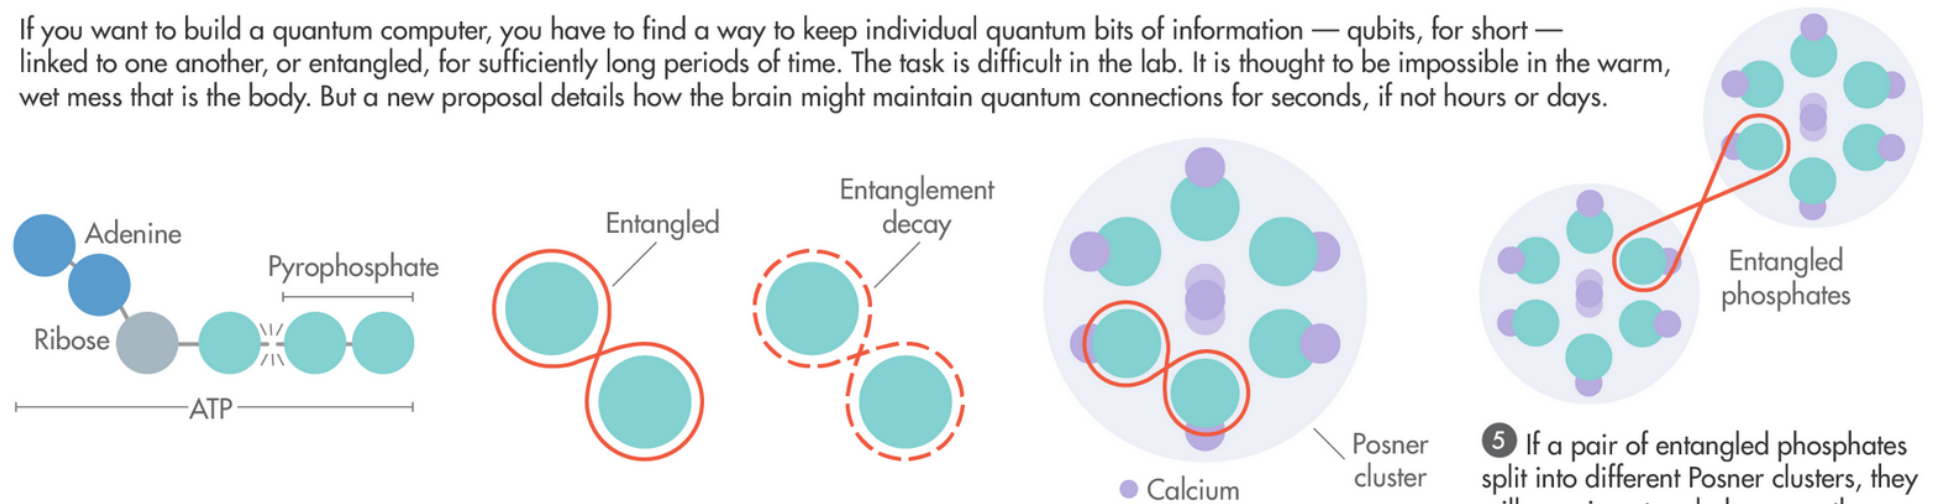 If you want to build a quantum computer, you have to find a way to keep individual quantum bits of information — qubits, for short —
linked to one another, or entangled, for sufficiently long periods of time. The task is difficult in the lab. It is thought to be impossible in the warm,
wet mess that is the body. But a new proposal details how the brain might maintain quantum connections for seconds, if not hours or days.
Adenine
Pyrophosphate
Ribose
ATP
Entangled
Entanglement
decay
Posner
cluster
Calcium
Entangled
phosphates
5 If a pair of entangled phosphates
split into different Posner clusters, they